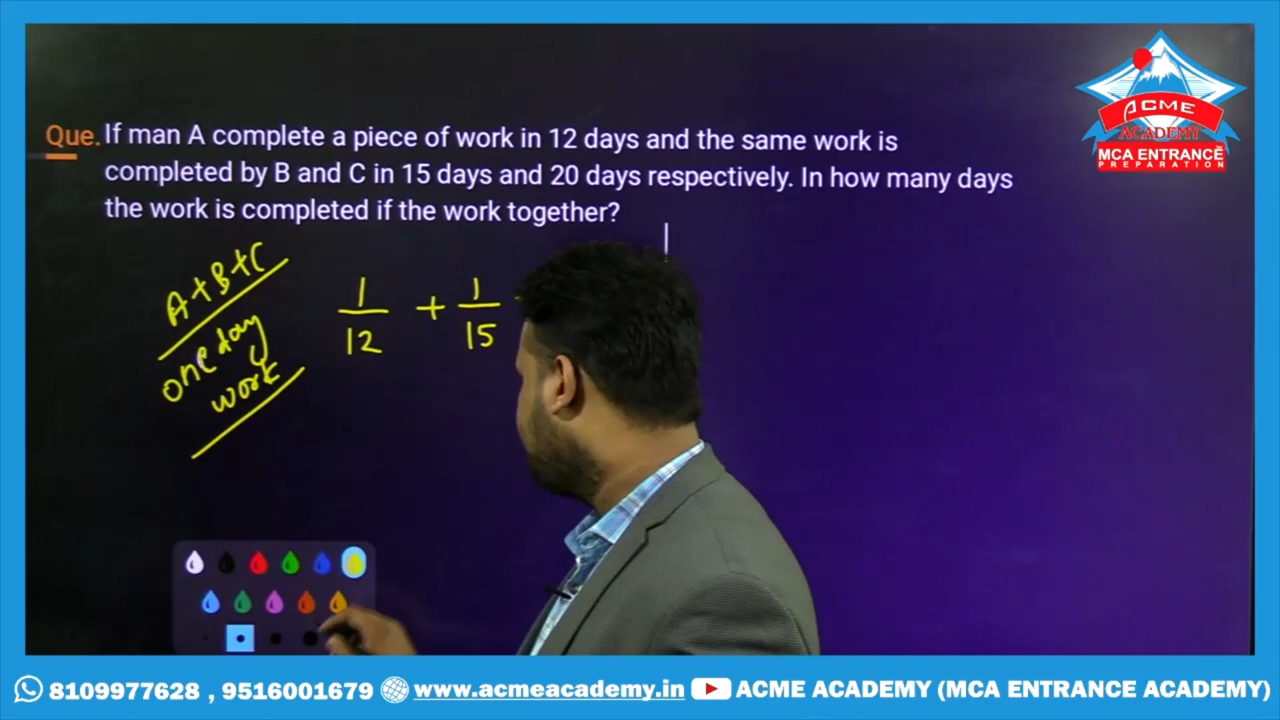 Que. If man A complete a piece of work in 12 days and the same work is
completed by B and C in 15 days and 20 days respectively. In how many days
the work is completed if the work together?
A+B+C
one day
work
1/12 + 1/15
ACME
ACADEMY
MCA ENTRANCE
PREPARATION
8109977628 , 9516001679 www.acmeacademy.in ACME ACADEMY (MCA ENTRANCE ACADEMY)